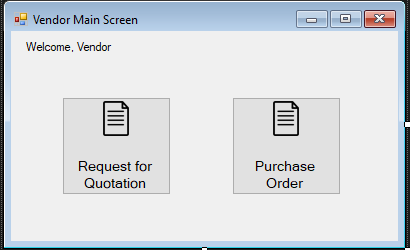 Vendor Main Screen
Welcome, Vendor
Request for
Quotation
Purchase
Order